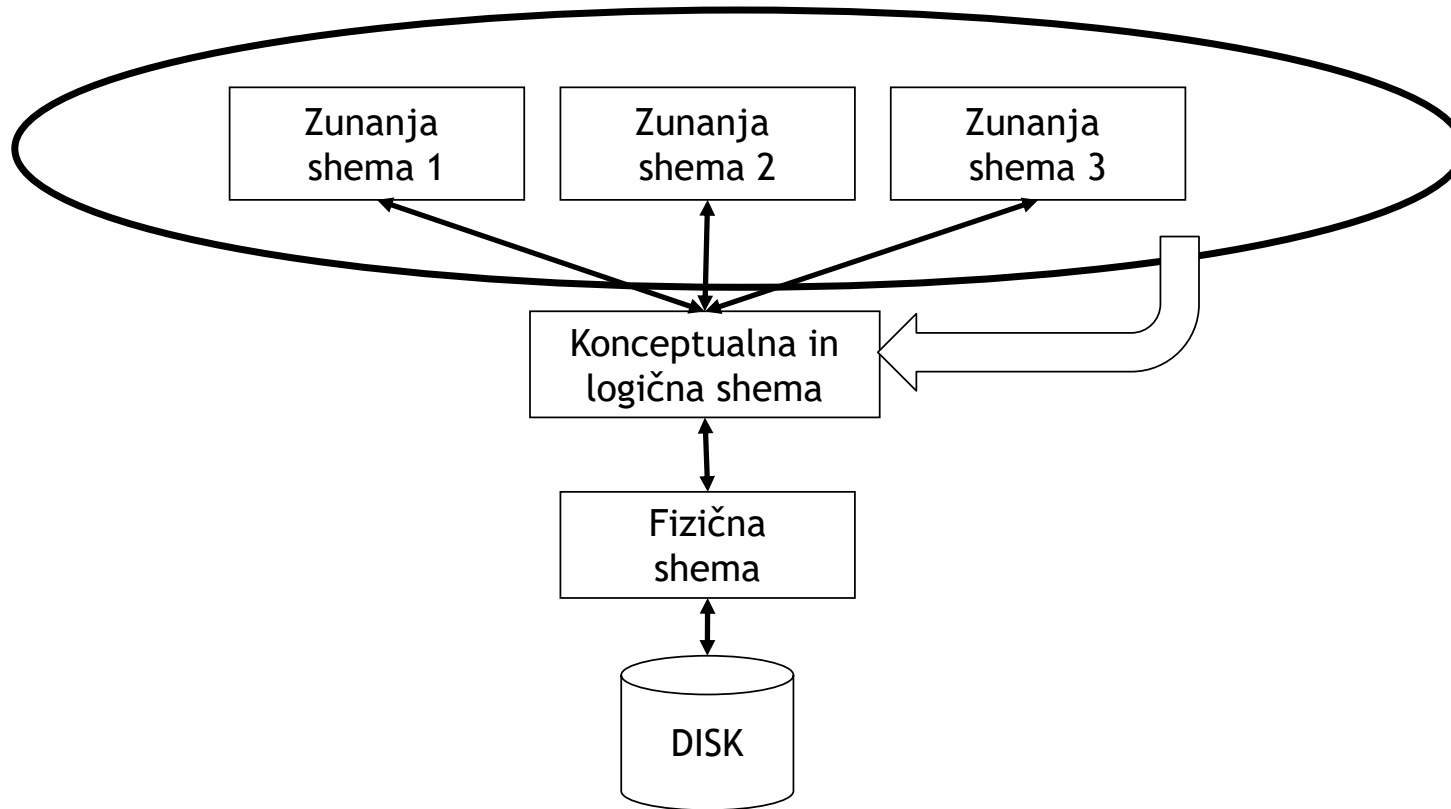 Zunanja
shema 1
Zunanja
shema 2
Zunanja
shema 3
Konceptualna in
logična shema
Fizična
shema
DISK